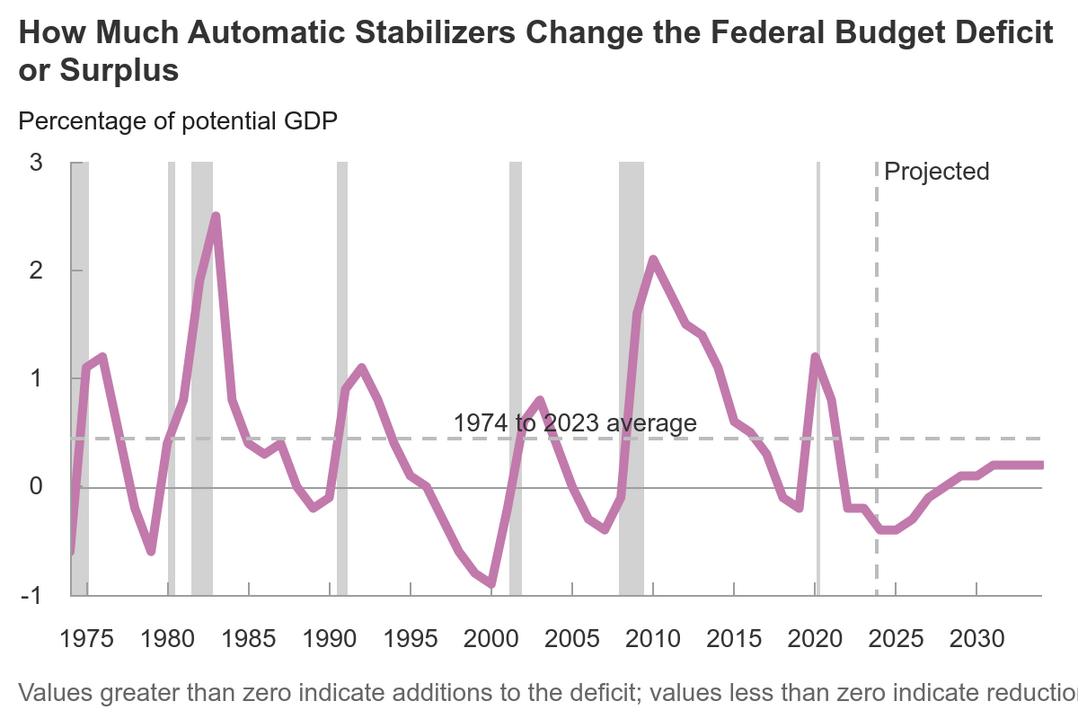 How Much Automatic Stabilizers Change the Federal Budget Deficit
or Surplus
Percentage of potential GDP
3
Projected
2
1
1974 to 2023 average
0
-1
1975 1980 1985 1990 1995 2000 2005 2010 2015 2020 2025 2030
Values greater than zero indicate additions to the deficit; values less than zero indicate